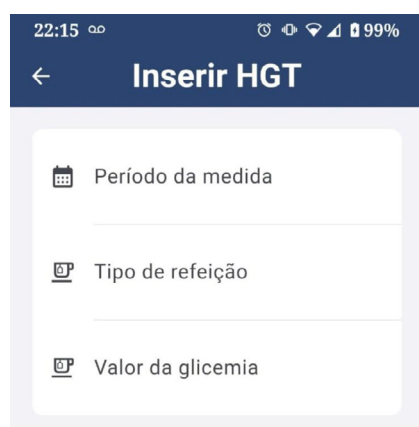 22:15 99%
Inserir HGT
Período da medida
Tipo de refeição
Valor da glicemia